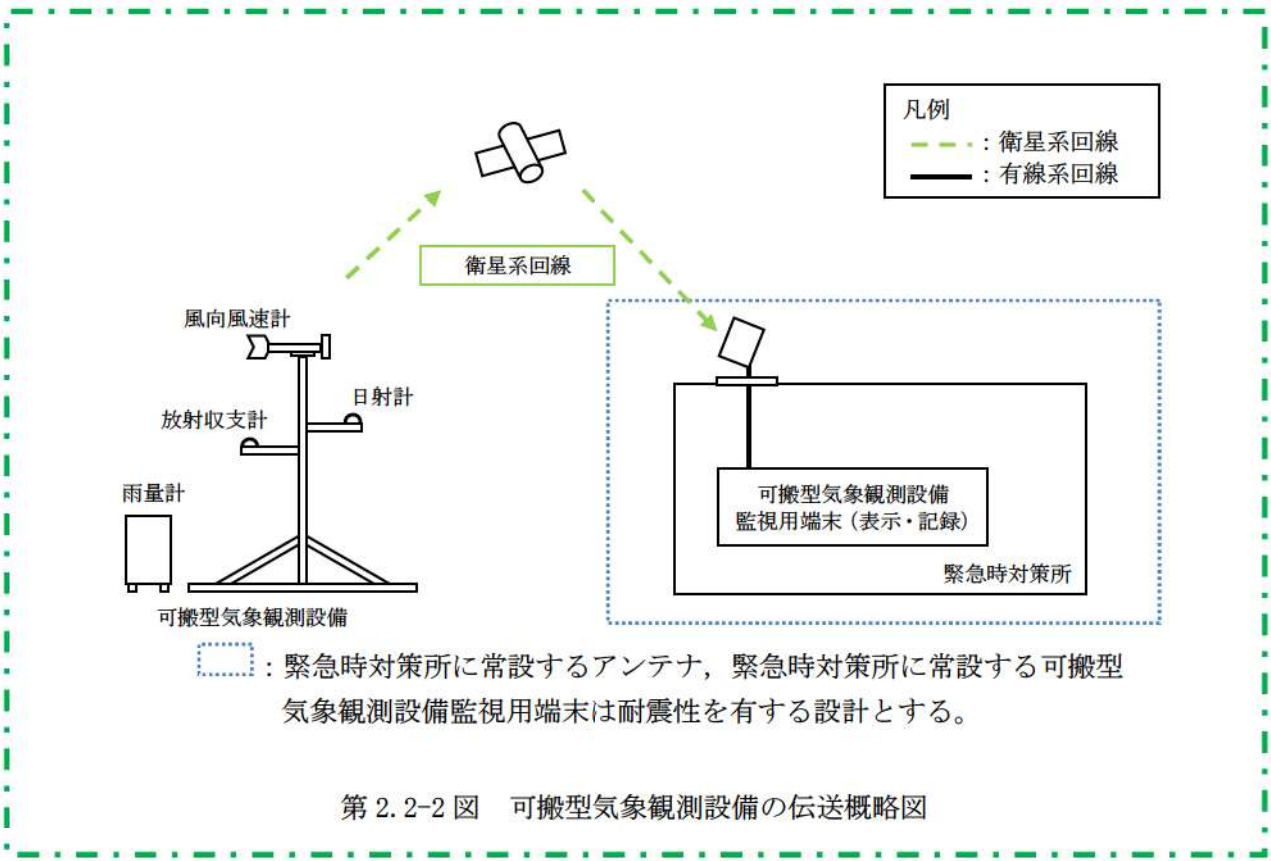 凡例
：衛星系回線
：有線系回線
衛星系回線
風向風速計
日射計
放射収支計
雨量計
可搬型気象観測設備
可搬型気象観測設備
監視用端末（表示・記録）
緊急時対策所
：緊急時対策所に常設するアンテナ，緊急時対策所に常設する可搬型
気象観測設備監視用端末は耐震性を有する設計とする。
第 2.2-2 図　可搬型気象観測設備の伝送概略図